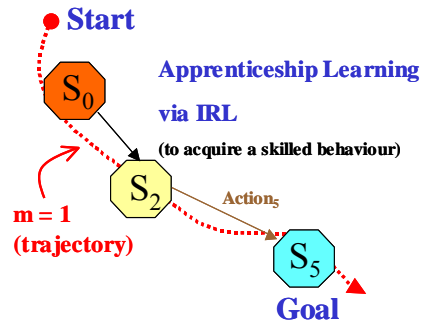 Start
Apprenticeship Learning
via IRL
(to acquire a skilled behaviour)
S0
S2
Action5
m = 1
(trajectory)
S5
Goal